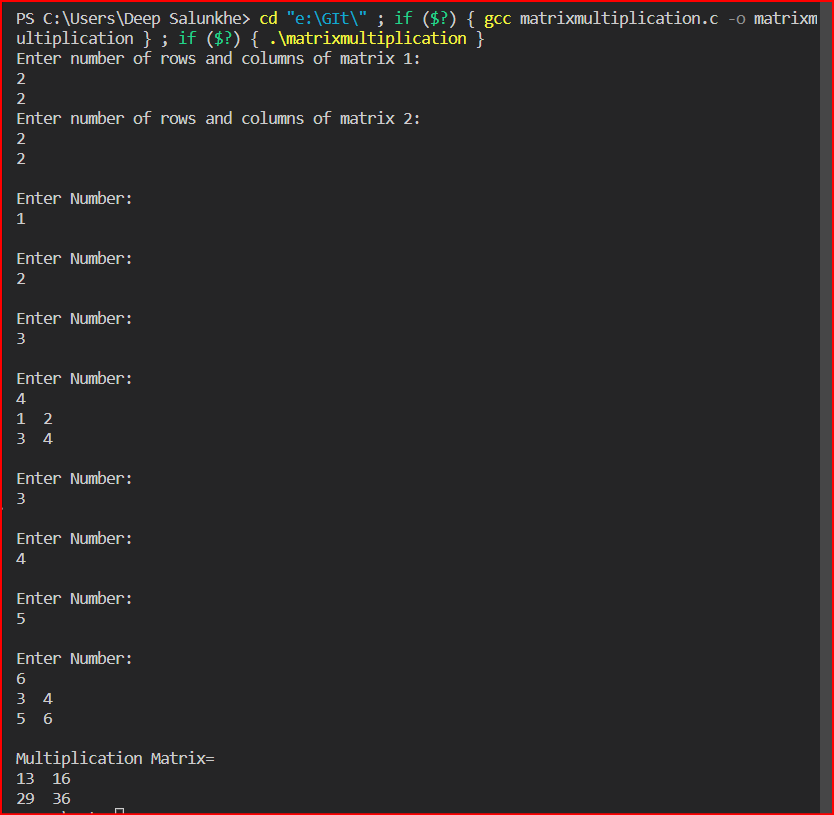 PS C:\Users\Deep Salunkhe> cd "e:\GIt\" ; if ($?) { gcc matrixmultiplication.c -o matrixm
ultiplication } ; if ($?) { .\matrixmultiplication }
Enter number of rows and columns of matrix 1:
2
2
Enter number of rows and columns of matrix 2:
2
2
Enter Number:
1
Enter Number:
2
Enter Number:
3
Enter Number:
4
1  2
3  4
Enter Number:
3
Enter Number:
4
Enter Number:
5
Enter Number:
6
3  4
5  6
Multiplication Matrix=
13  16
29  36